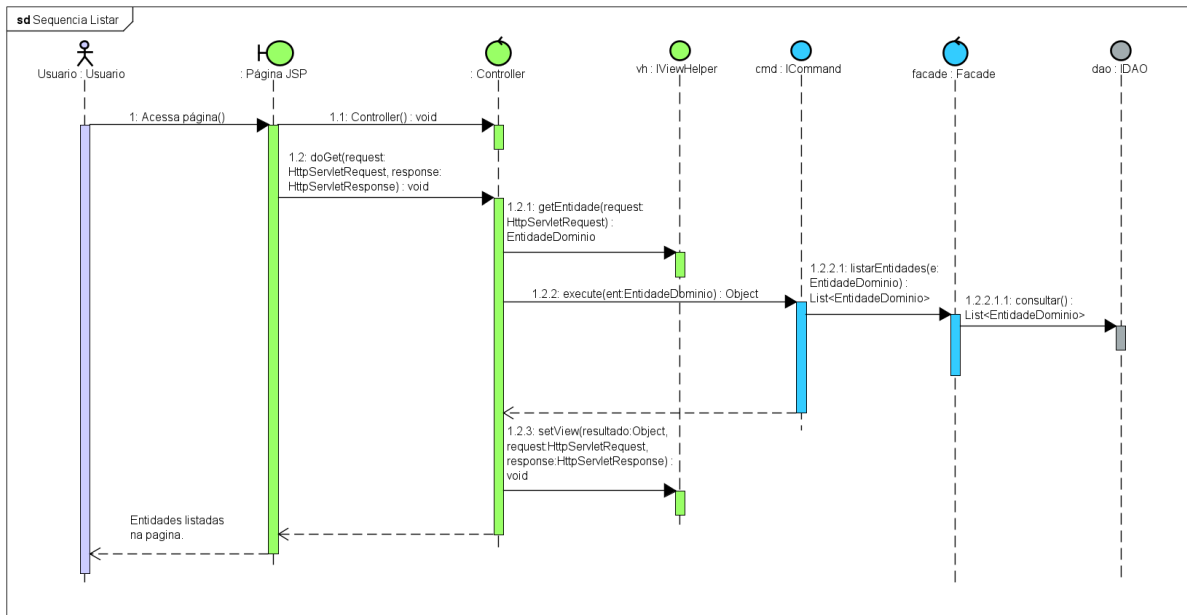 sd Sequencia Listar
Usuario : Usuario
: Página JSP
: Controller
vh : IViewHelper
cmd : ICommand
facade : Facade
dao : IDAO
1: Acessa página()
1.1: Controller() : void
1.2: doGet(request:
HttpServletRequest, response:
HttpServletResponse) : void
1.2.1: getEntidade(request:
HttpServletRequest) :
EntidadeDominio
1.2.2: execute(ent:EntidadeDominio) : Object
1.2.2.1: listarEntidades(e:
EntidadeDominio) :
List<EntidadeDominio>
1.2.2.1.1: consultar() :
List<EntidadeDominio>
1.2.3: setView(resultado:Object,
request:HttpServletRequest,
response:HttpServletResponse) :
void
Entidades listadas
na pagina.